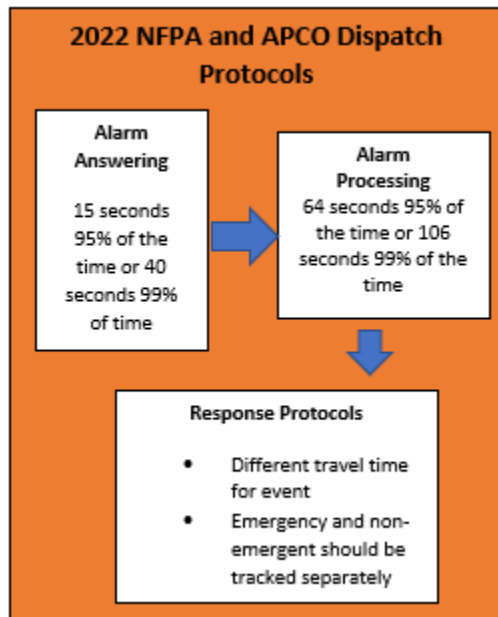 2022 NFPA and APCO Dispatch
Protocols
Alarm
Answering
15 seconds
95% of the
time or 40
seconds 99%
of time
Alarm
Processing
64 seconds 95% of
the time or 106
seconds 99% of the
time
Response Protocols
• Different travel time
for event
• Emergency and non-
emergent should be
tracked separately